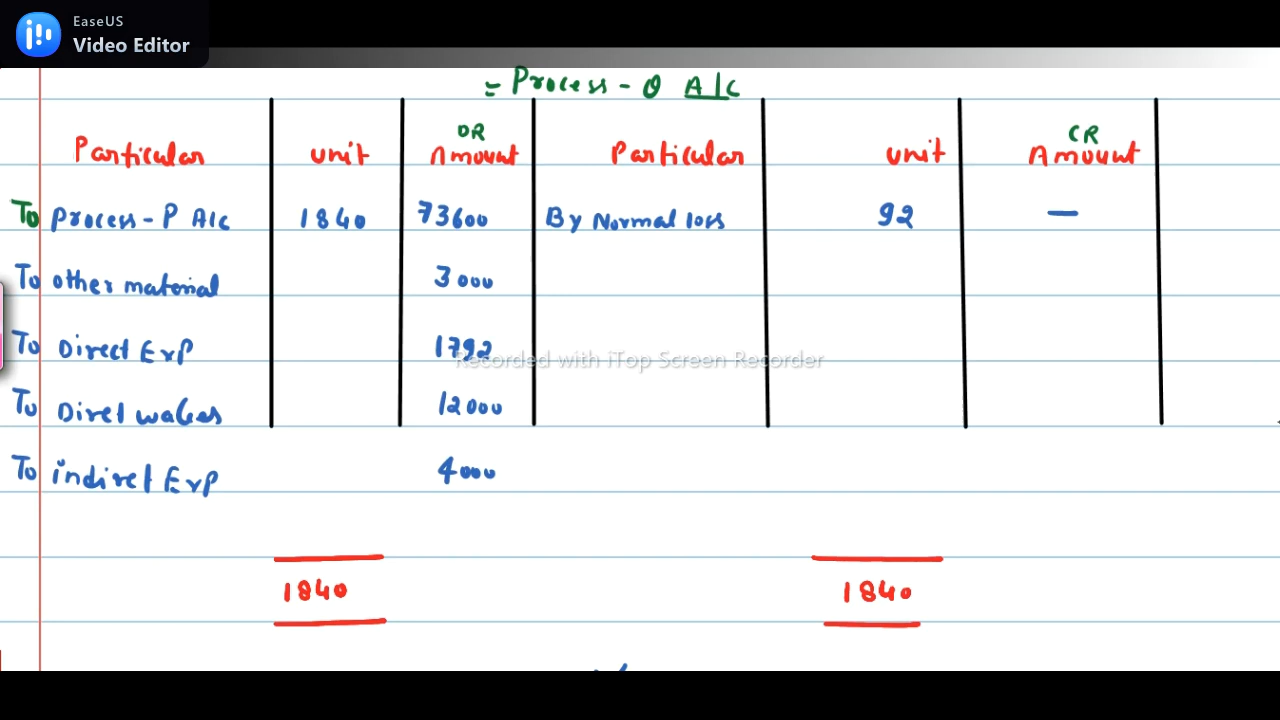 EaseUS
Video Editor
= Process - Q A/c
DR CR
Particular unit Amount Particular unit Amount
To Process - P A/c 1840 73600 By Normal loss 92 —
To other material 3000
To Direct Exp 1792
Recorded with iTop Screen Recorder
To Diret wages 12000
To indiret Exp 4000
1840 1840